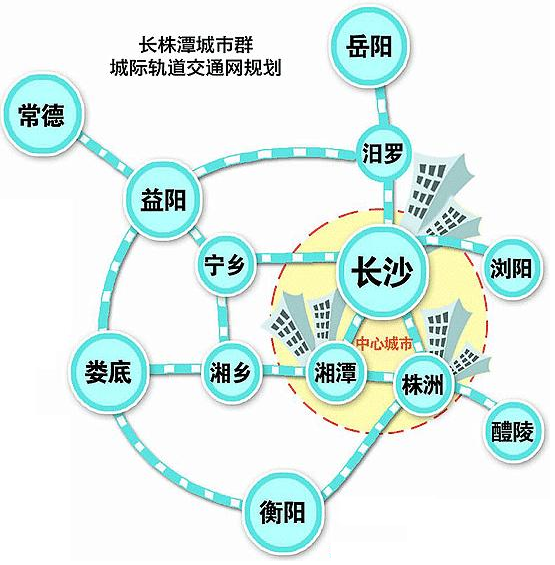 长株潭城市群
城际轨道交通网规划
岳阳
常德
汨罗
益阳
宁乡
长沙
浏阳
中心城市
娄底
湘乡
湘潭
株洲
醴陵
衡阳